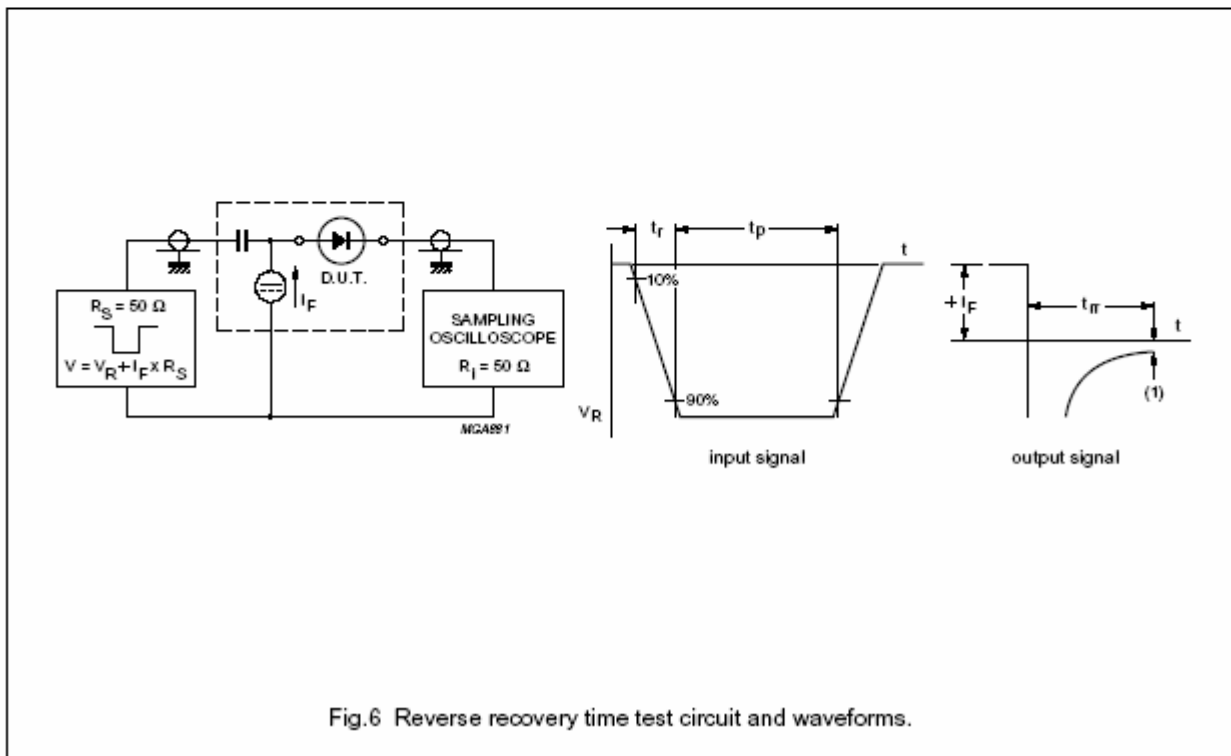 D.U.T.
I_F
R_S = 50 Ω
V = V_R + I_F x R_S
SAMPLING
OSCILLOSCOPE
R_i = 50 Ω
MGA881
t_r
t_p
t
10%
90%
V_R
input signal
+ I_F
t_rr
t
(1)
output signal
Fig.6 Reverse recovery time test circuit and waveforms.